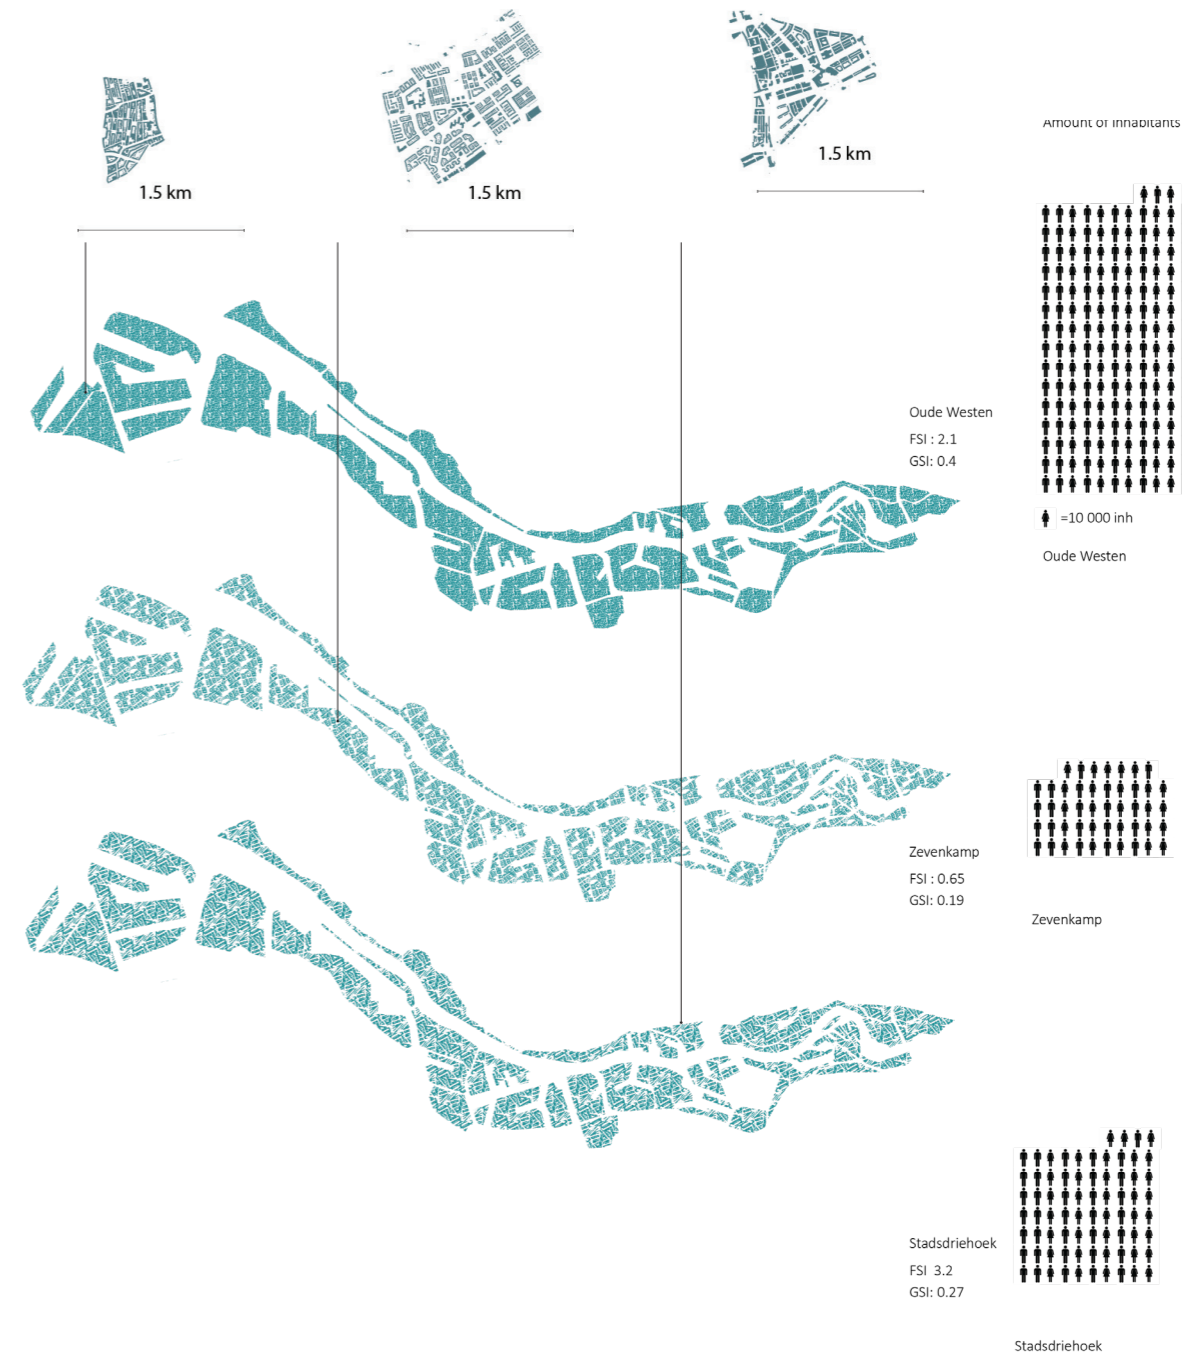 1.5 km
1.5 km
1.5 km
Amount of inhabitants
Oude Westen
FSI : 2.1
GSI: 0.4
=10 000 inh
Oude Westen
Zevenkamp
FSI : 0.65
GSI: 0.19
Zevenkamp
Stadsdriehoek
FSI 3.2
GSI: 0.27
Stadsdriehoek